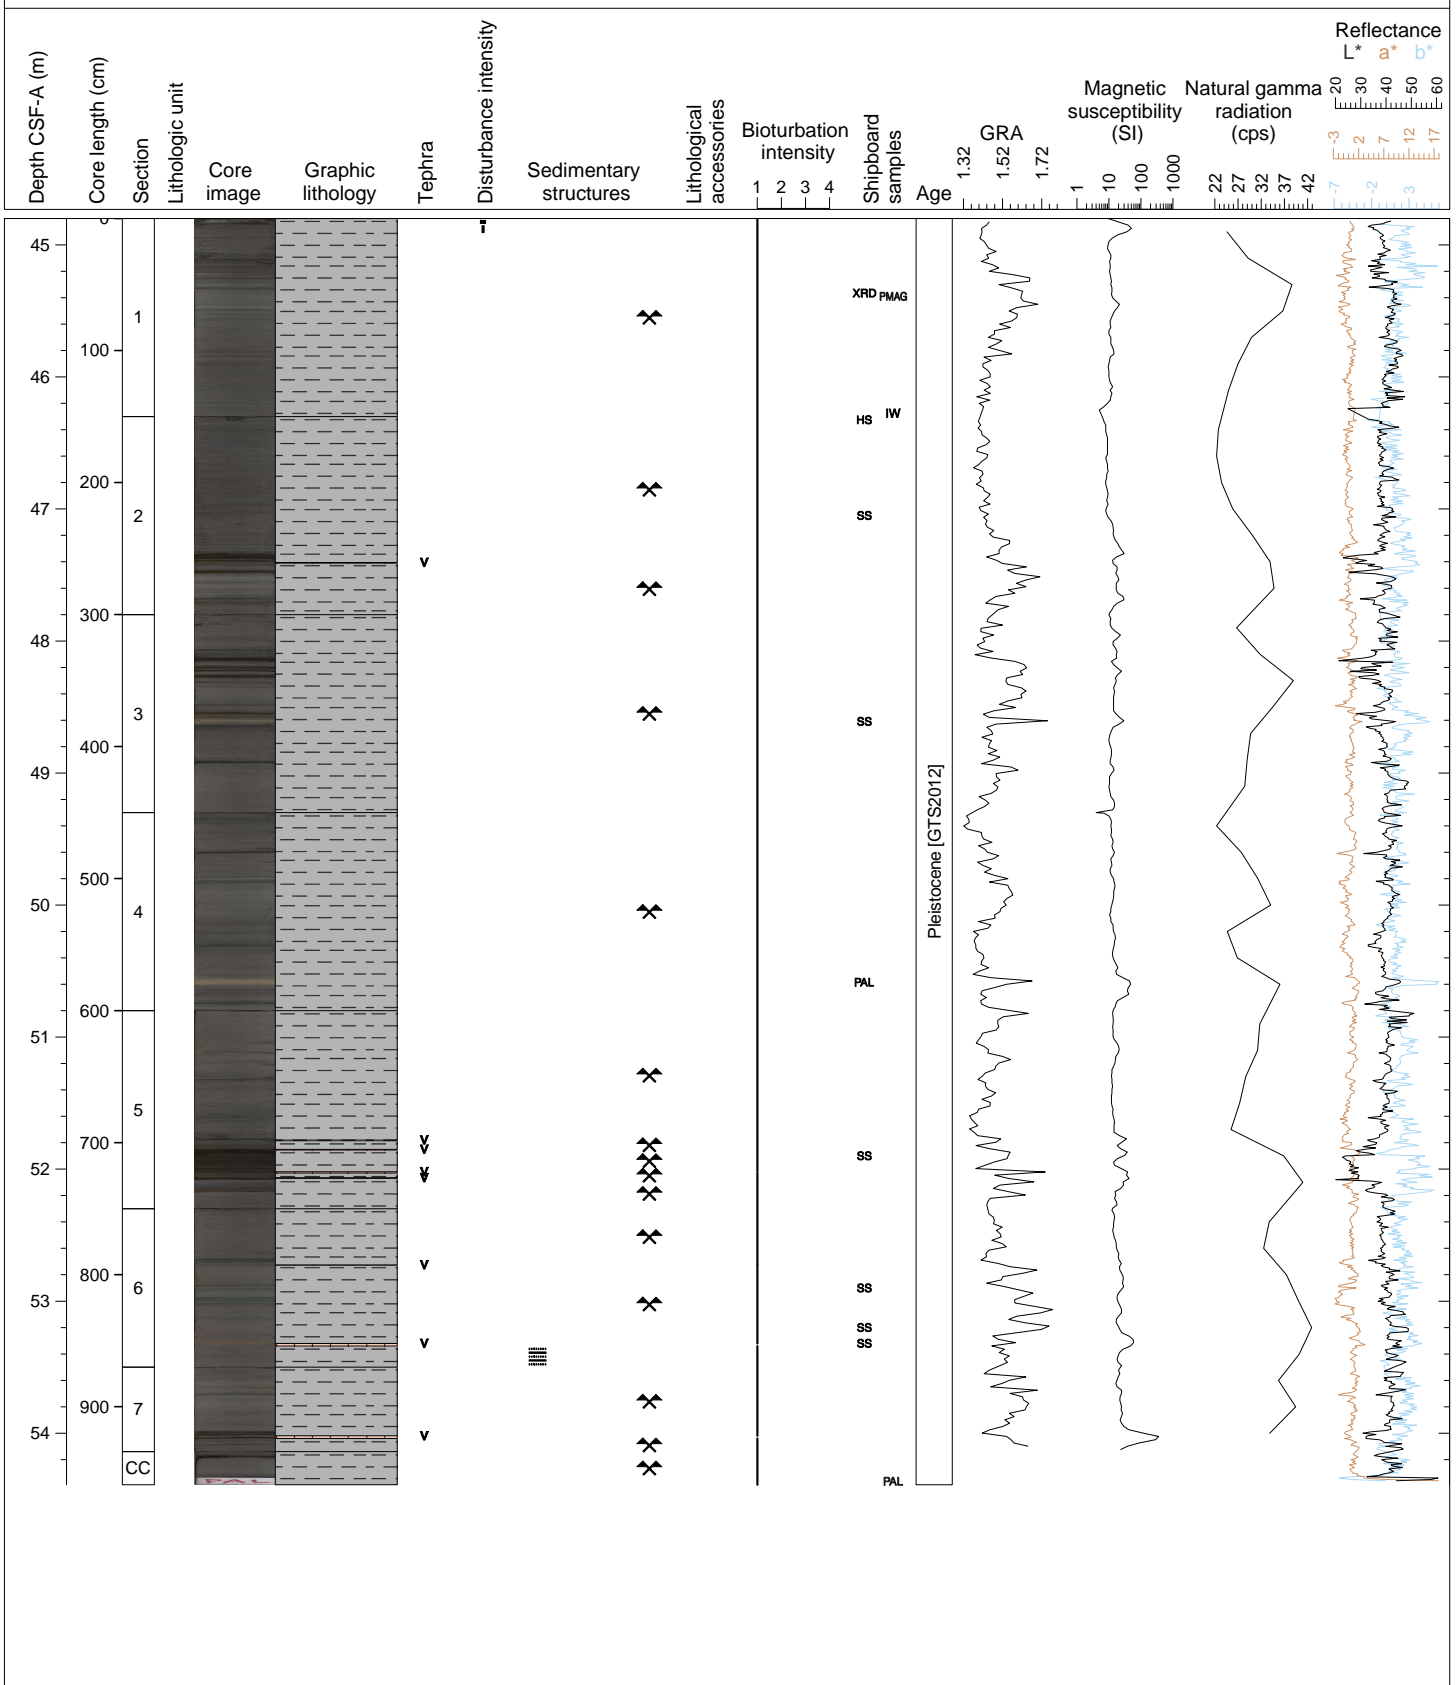 Depth CSF-A (m)
Core length (cm)
Section
Lithologic unit
Core image
Graphic lithology
Tephra
Disturbance intensity
Sedimentary structures
Lithological accessories
Bioturbation intensity
1 2 3 4
Shipboard samples
Age
GRA
1.32 1.52 1.72
Magnetic susceptibility (SI)
1 10 100 1000
Natural gamma radiation (cps)
22 27 32 37 42
Reflectance
L* a* b*
20 30 40 50 60
-3 2 7 12 17
-7 -2 3
0
45
XRD PMAG
1
100
46
IW
HS
200
47
2
SS
V
300
48
3
SS
400
49
Pleistocene [GTS2012]
500
50
4
PAL
600
51
5
700
V
V
SS
52
V
V
800
V
6
SS
53
SS
V
SS
900
7
54
V
CC
PAL
PAL